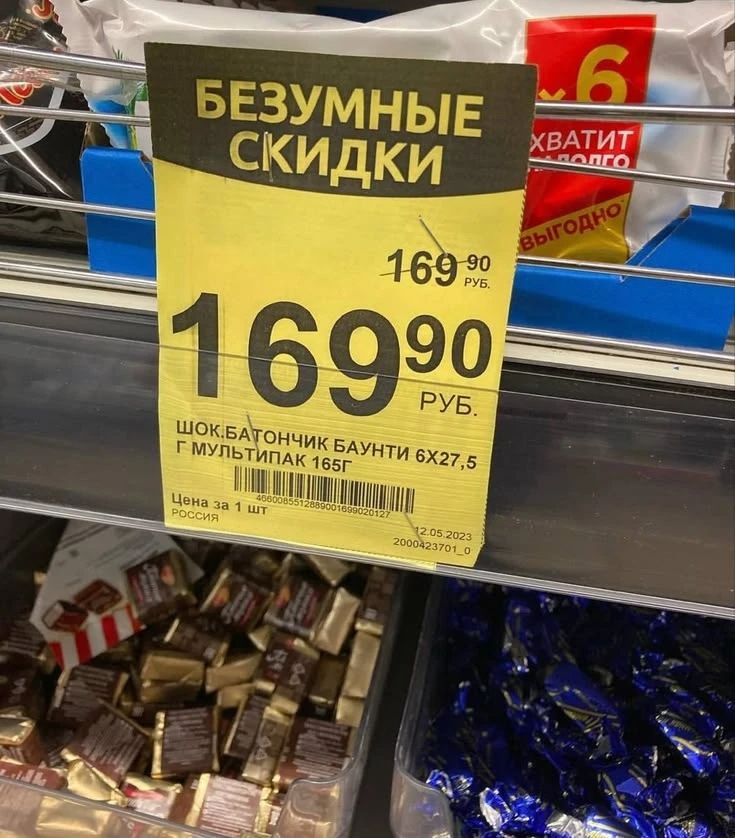 БЕЗУМНЫЕ
СКИДКИ
×6
ХВАТИТ
НАДОЛГО
ВЫГОДНО
169 90
РУБ.
169 90
РУБ.
ШОК.БАТОНЧИК БАУНТИ 6Х27,5
Г МУЛЬТИПАК 165Г
4660085512889001699020127
Цена за 1 шт
РОССИЯ
12.05.2023
2000423701_0